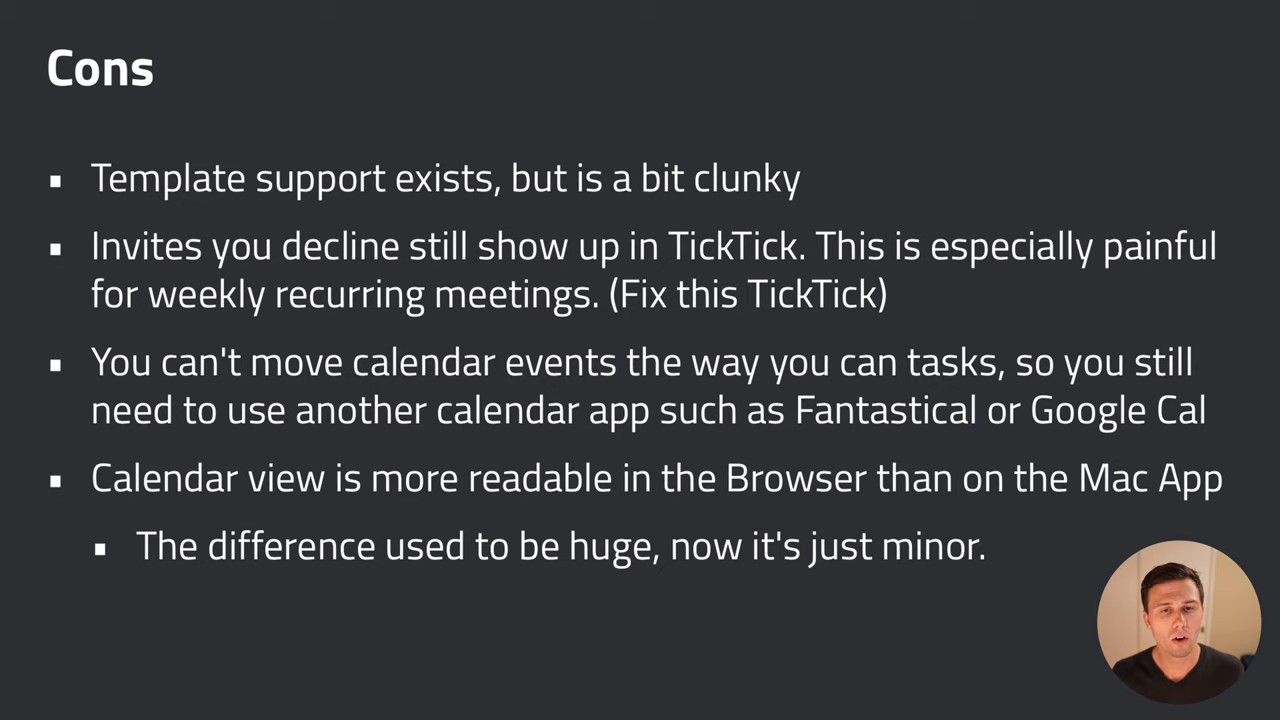 Cons
▪ Template support exists, but is a bit clunky
▪ Invites you decline still show up in TickTick. This is especially painful
for weekly recurring meetings. (Fix this TickTick)
▪ You can't move calendar events the way you can tasks, so you still
need to use another calendar app such as Fantastical or Google Cal
▪ Calendar view is more readable in the Browser than on the Mac App
▪ The difference used to be huge, now it's just minor.